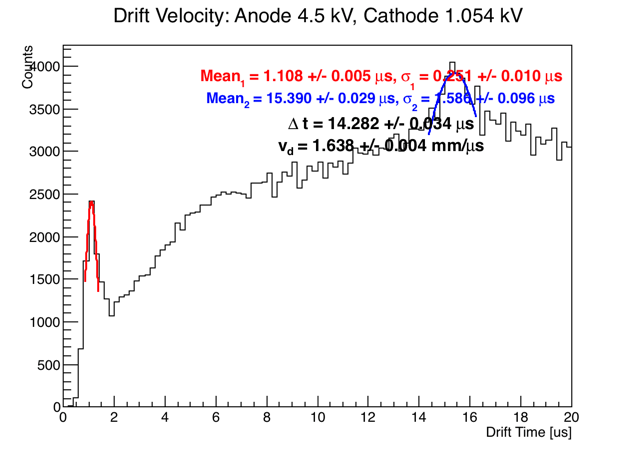 Drift Velocity: Anode 4.5 kV, Cathode 1.054 kV
Counts
4000
3500
3000
2500
2000
1500
1000
500
0
Mean1 = 1.108 +/- 0.005 μs, σ1 = 0.251 +/- 0.010 μs
Mean2 = 15.390 +/- 0.029 μs, σ2 = 1.586 +/- 0.096 μs
Δ t = 14.282 +/- 0.034 μs
vd = 1.638 +/- 0.004 mm/μs
0 2 4 6 8 10 12 14 16 18 20
Drift Time [us]